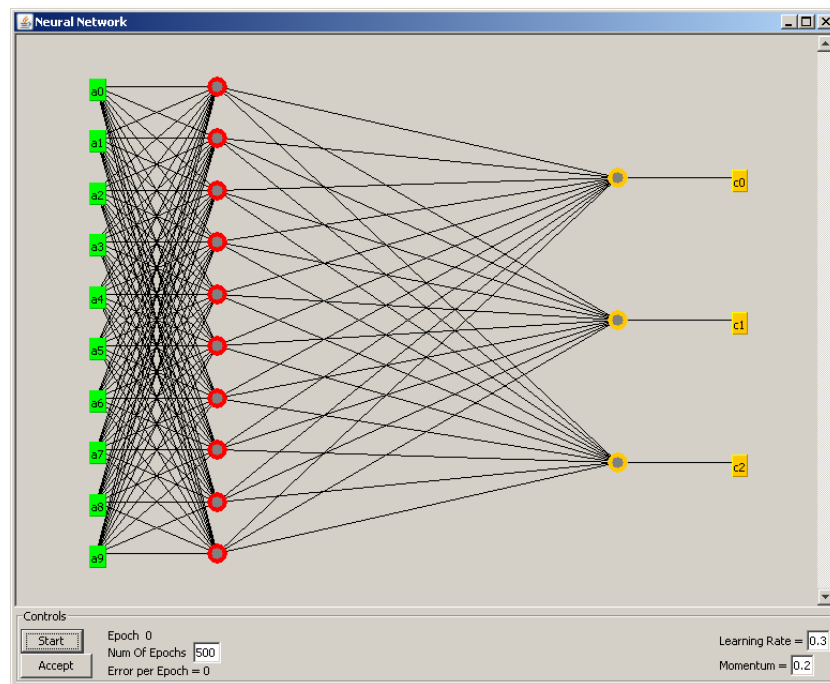 Neural Network
a0
a1
a2
a3
a4
a5
a6
a7
a8
a9
c0
c1
c2
Controls
Start
Accept
Epoch 0
Num Of Epochs 500
Error per Epoch = 0
Learning Rate = 0.3
Momentum = 0.2